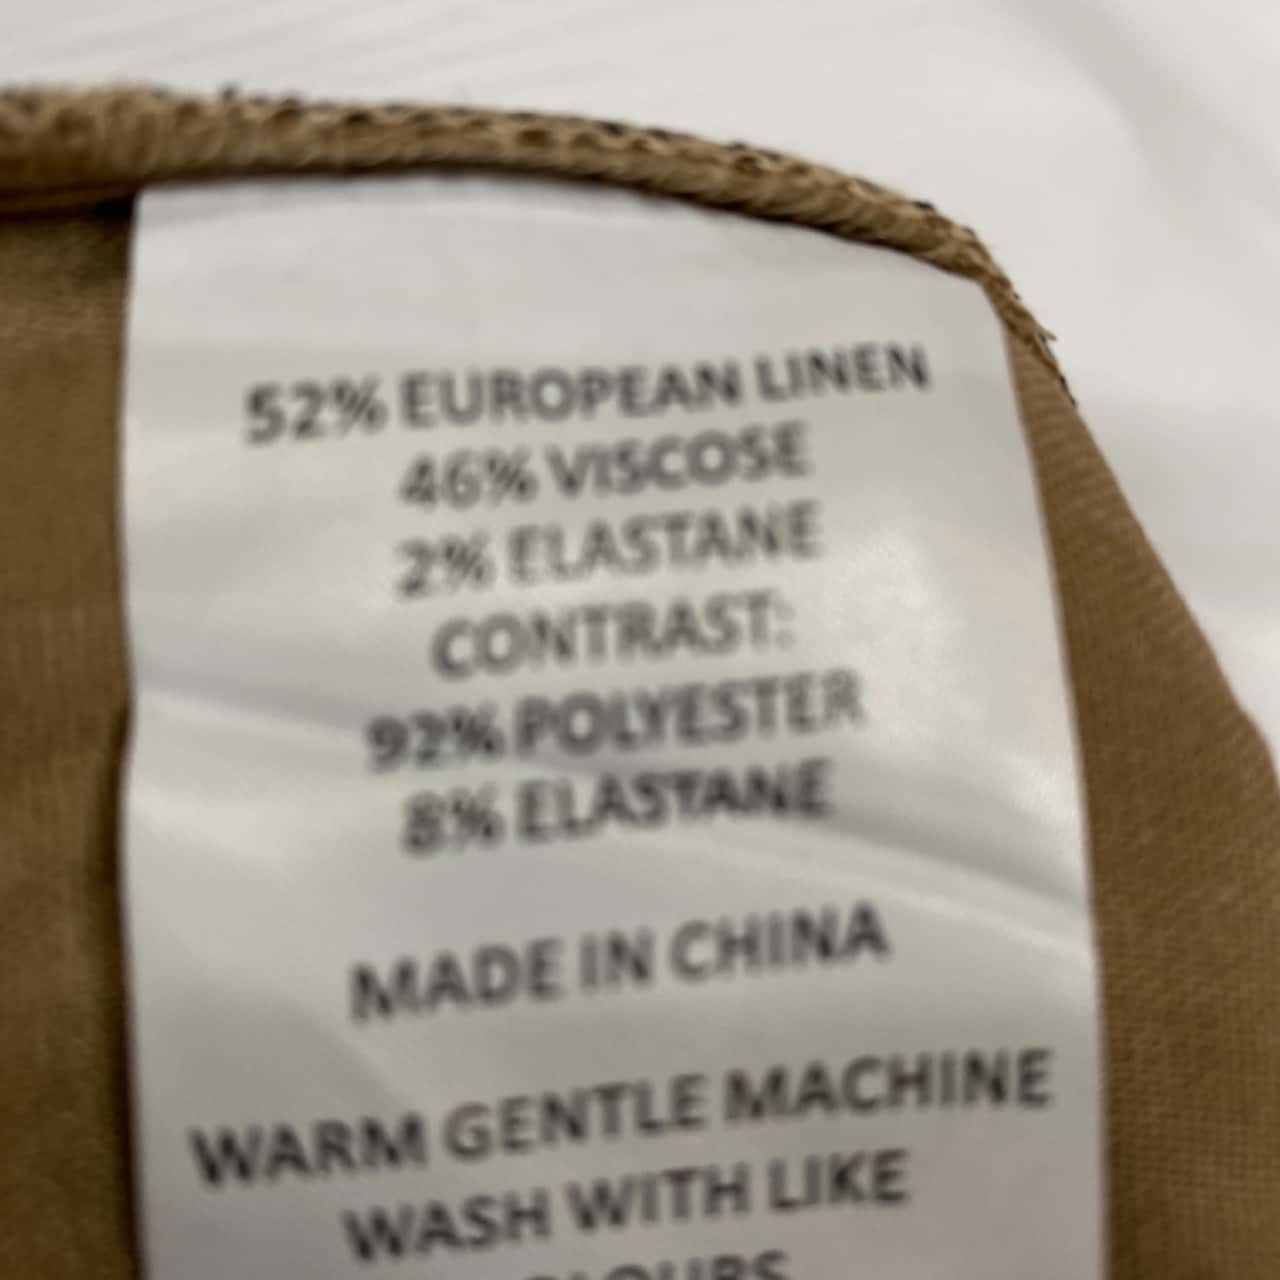 52% EUROPEAN LINEN
46% VISCOSE
2% ELASTANE
CONTRAST:
92% POLYESTER
8% ELASTANE
MADE IN CHINA
WARM GENTLE MACHINE
WASH WITH LIKE
COLOURS